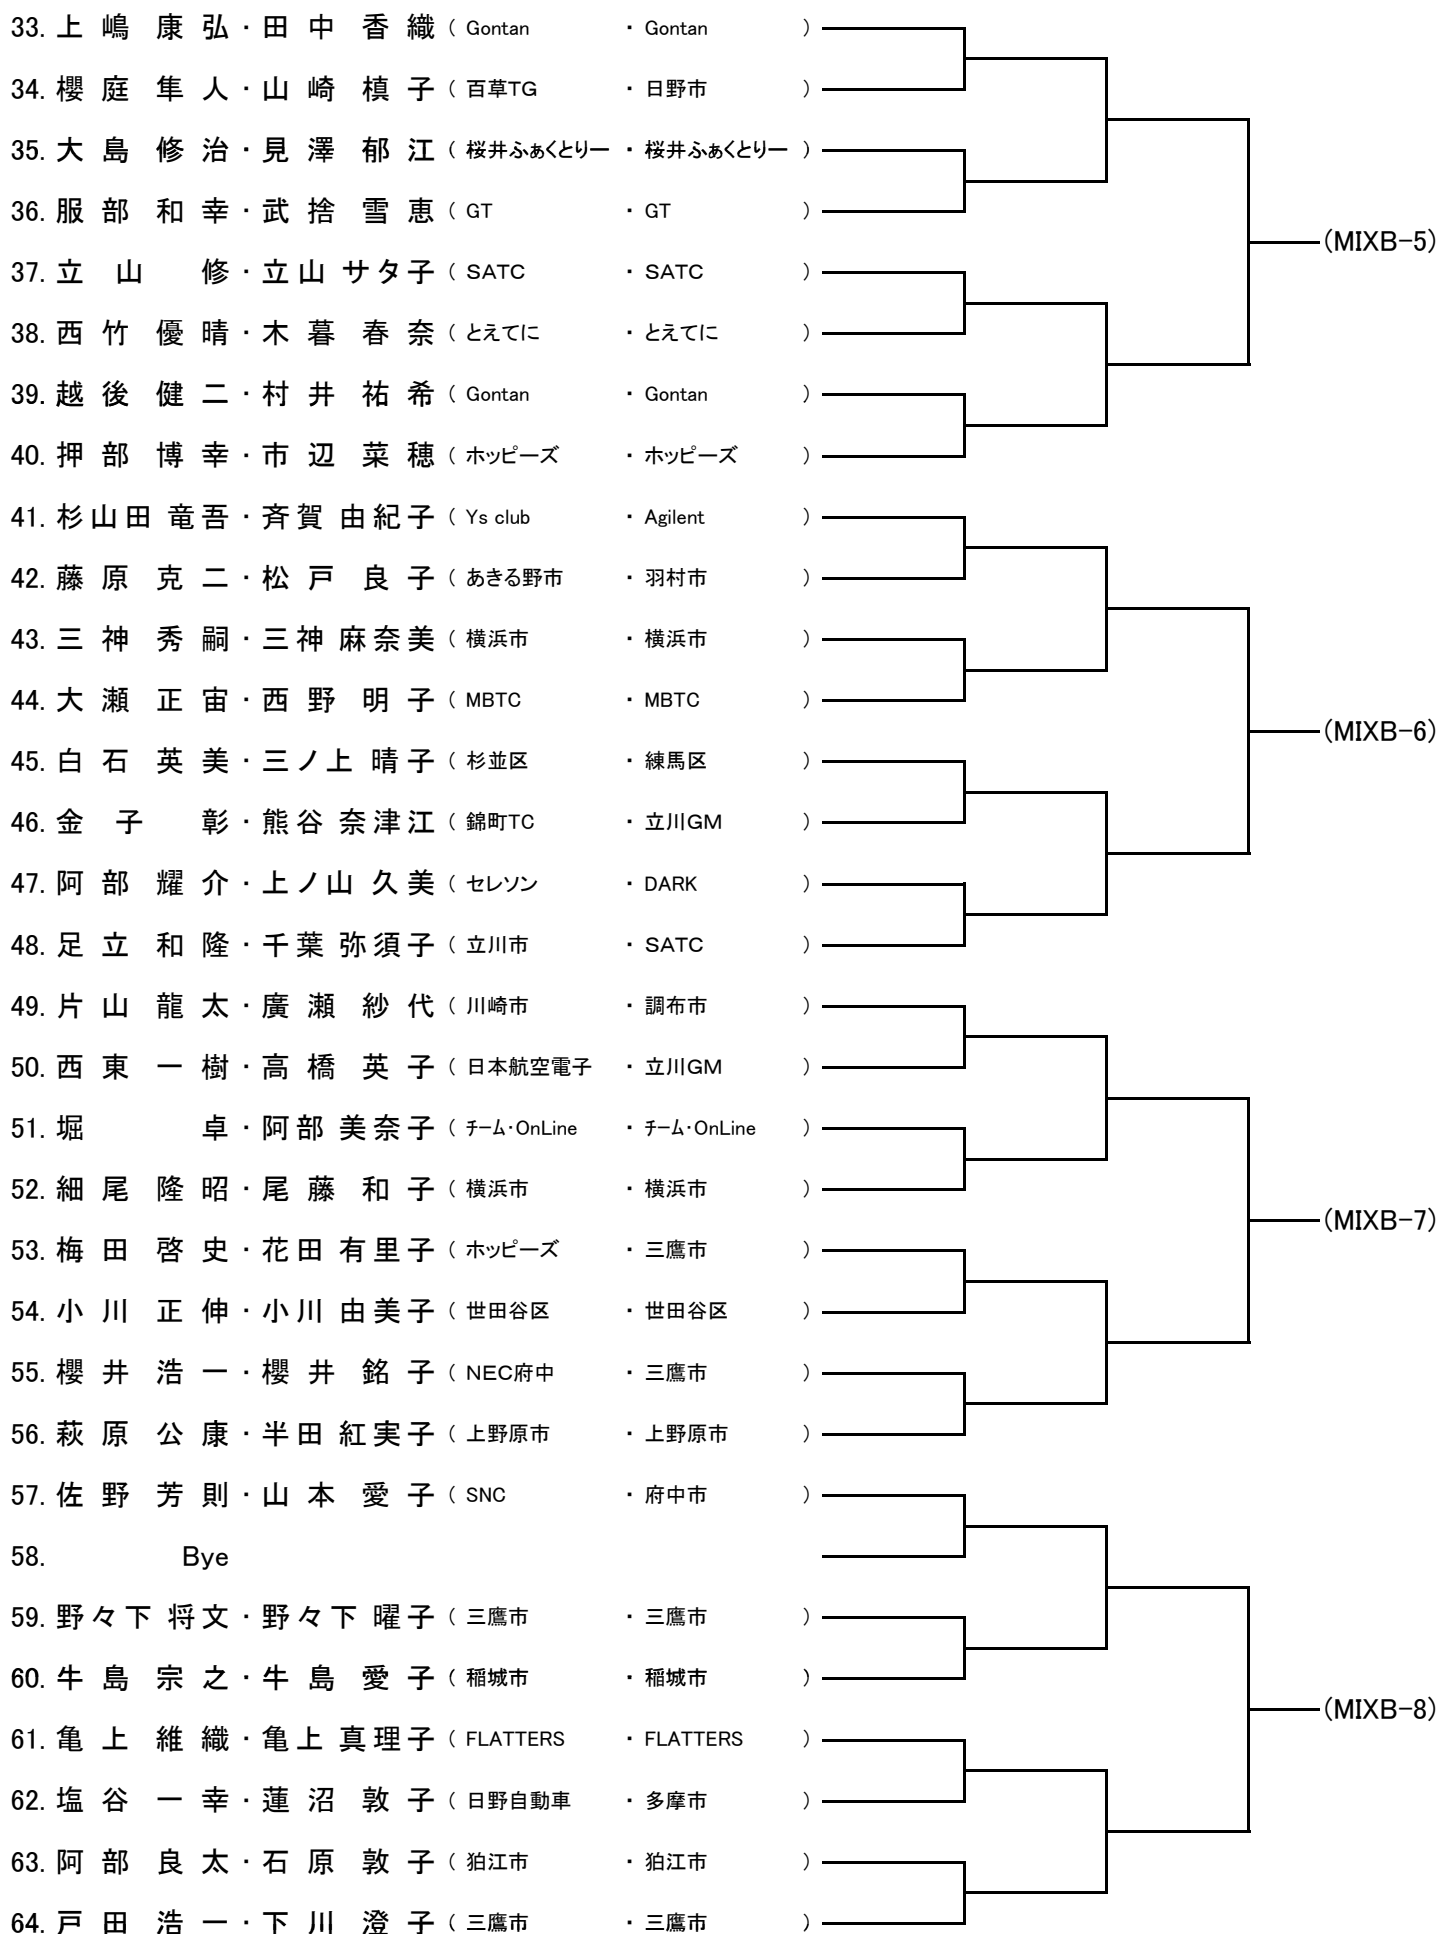 33. 上嶋 康弘・田中 香織 ( Gontan ・ Gontan )
34. 櫻庭 隼人・山崎 槙子 ( 百草TG ・ 日野市 )
35. 大島 修治・見澤 郁江 ( 桜井ふぁくとりー ・ 桜井ふぁくとりー )
36. 服部 和幸・武捨 雪恵 ( GT ・ GT )
(MIXB-5)
37. 立山 修・立山 サタ子 ( SATC ・ SATC )
38. 西竹 優晴・木暮 春奈 ( とえてに ・ とえてに )
39. 越後 健二・村井 祐希 ( Gontan ・ Gontan )
40. 押部 博幸・市辺 菜穂 ( ホッピーズ ・ ホッピーズ )
41. 杉山田 竜吾・斉賀 由紀子 ( Ys club ・ Agilent )
42. 藤原 克二・松戸 良子 ( あきる野市 ・ 羽村市 )
43. 三神 秀嗣・三神 麻奈美 ( 横浜市 ・ 横浜市 )
44. 大瀬 正宙・西野 明子 ( MBTC ・ MBTC )
(MIXB-6)
45. 白石 英美・三ノ上 晴子 ( 杉並区 ・ 練馬区 )
46. 金子 彰・熊谷 奈津江 ( 錦町TC ・ 立川GM )
47. 阿部 耀介・上ノ山 久美 ( セレソン ・ DARK )
48. 足立 和隆・千葉 弥須子 ( 立川市 ・ SATC )
49. 片山 龍太・廣瀬 紗代 ( 川崎市 ・ 調布市 )
50. 西東 一樹・高橋 英子 ( 日本航空電子 ・ 立川GM )
51. 堀 卓・阿部 美奈子 ( チーム・OnLine ・ チーム・OnLine )
52. 細尾 隆昭・尾藤 和子 ( 横浜市 ・ 横浜市 )
(MIXB-7)
53. 梅田 啓史・花田 有里子 ( ホッピーズ ・ 三鷹市 )
54. 小川 正伸・小川 由美子 ( 世田谷区 ・ 世田谷区 )
55. 櫻井 浩一・櫻井 銘子 ( NEC府中 ・ 三鷹市 )
56. 萩原 公康・半田 紅実子 ( 上野原市 ・ 上野原市 )
57. 佐野 芳則・山本 愛子 ( SNC ・ 府中市 )
58. Bye
59. 野々下 将文・野々下 曜子 ( 三鷹市 ・ 三鷹市 )
60. 牛島 宗之・牛島 愛子 ( 稲城市 ・ 稲城市 )
(MIXB-8)
61. 亀上 維織・亀上 真理子 ( FLATTERS ・ FLATTERS )
62. 塩谷 一幸・蓮沼 敦子 ( 日野自動車 ・ 多摩市 )
63. 阿部 良太・石原 敦子 ( 狛江市 ・ 狛江市 )
64. 戸田 浩一・下川 澄子 ( 三鷹市 ・ 三鷹市 )